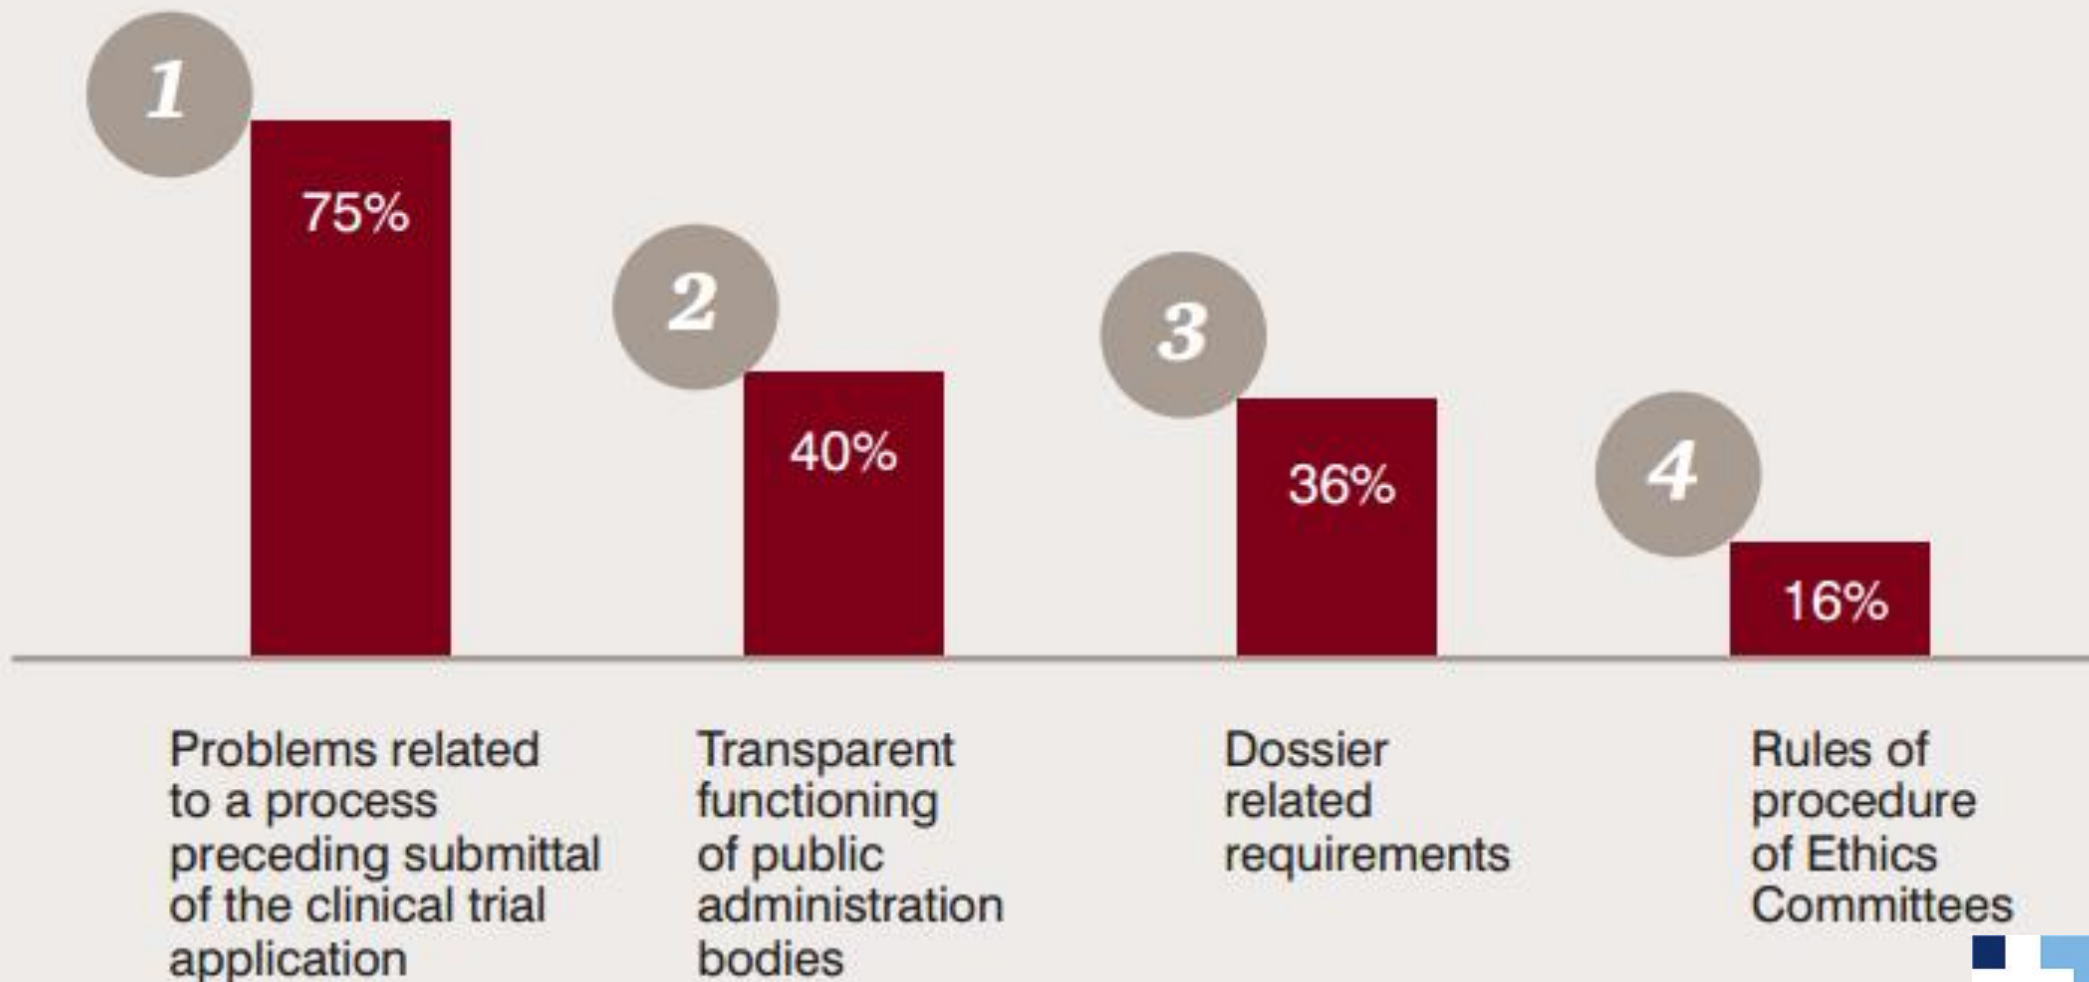 1
75%
2
40%
3
36%
4
16%
Problems related
to a process
preceding submittal
of the clinical trial
application
Transparent
functioning
of public
administration
bodies
Dossier
related
requirements
Rules of
procedure
of Ethics
Committees